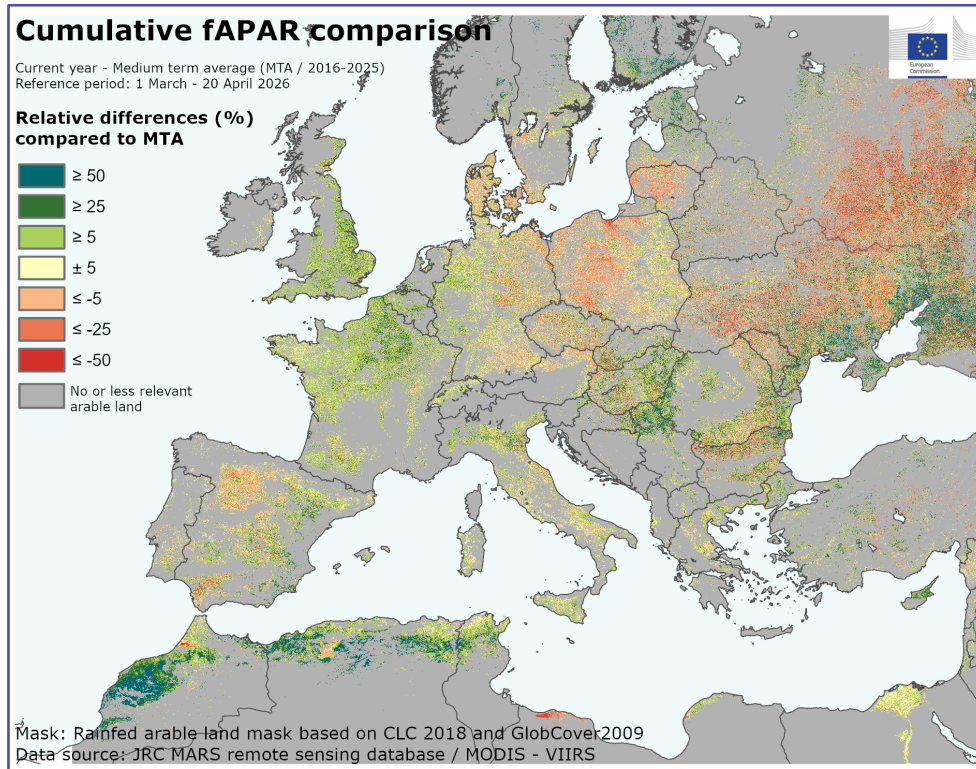 Cumulative fAPAR comparison
Current year - Medium term average (MTA / 2016-2025)
Reference period: 1 March - 20 April 2026
Relative differences (%)
compared to MTA
≥ 50
≥ 25
≥ 5
± 5
≤ -5
≤ -25
≤ -50
No or less relevant
arable land
European
Commission
Mask: Rainfed arable land mask based on CLC 2018 and GlobCover2009
Data source: JRC MARS remote sensing database / MODIS - VIIRS